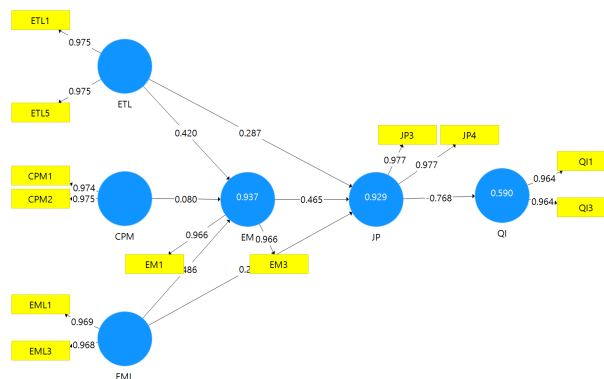 ETL1
0.975
ETL5
0.975
ETL
0.420
0.287
CPM1
CPM2
0.974
0.975
CPM
0.080
0.937
EM
0.465
0.966
0.966
EM1
EM3
JP3
JP4
0.977
0.977
0.929
JP
-0.768
0.590
QI
0.964
0.964
QI1
QI3
EML1
EML3
0.969
0.968
EML